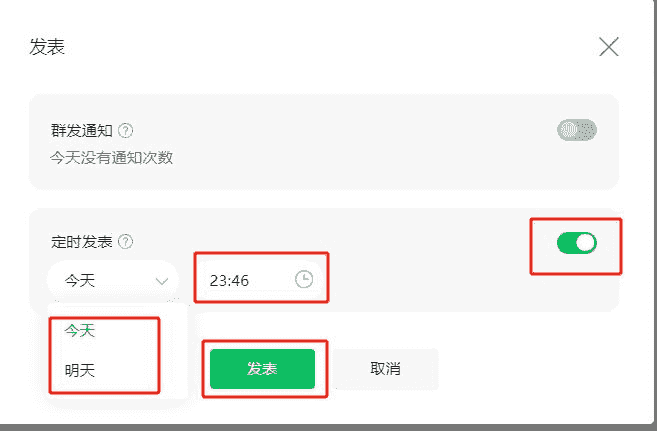 发表
群发通知
今天没有通知次数
定时发表
今天
23:46
今天
明天
发表
取消